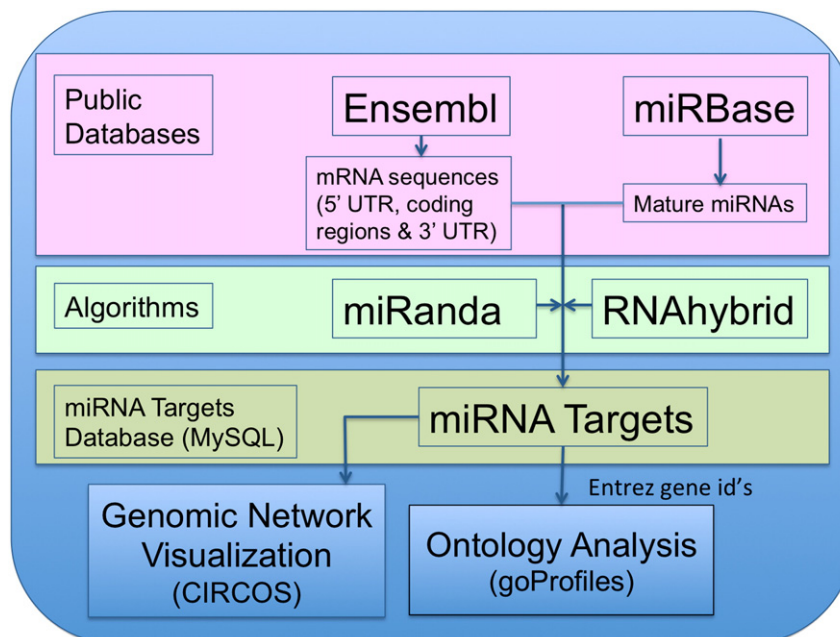 Public
Databases
Ensembl
miRBase
mRNA sequences
(5’ UTR, coding
regions & 3’ UTR)
Mature miRNAs
Algorithms
miRanda
RNAhybrid
miRNA Targets
Database (MySQL)
miRNA Targets
Entrez gene id’s
Genomic Network
Visualization
(CIRCOS)
Ontology Analysis
(goProfiles)